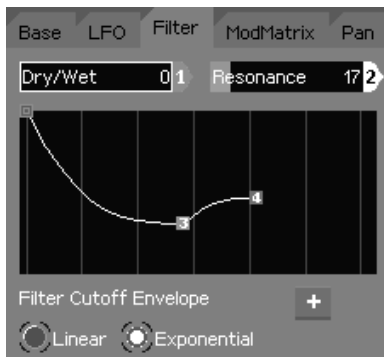 Base LFO Filter ModMatrix Pan
Dry/Wet 0 1 Resonance 17 2
3 4
Filter Cutoff Envelope +
Linear Exponential